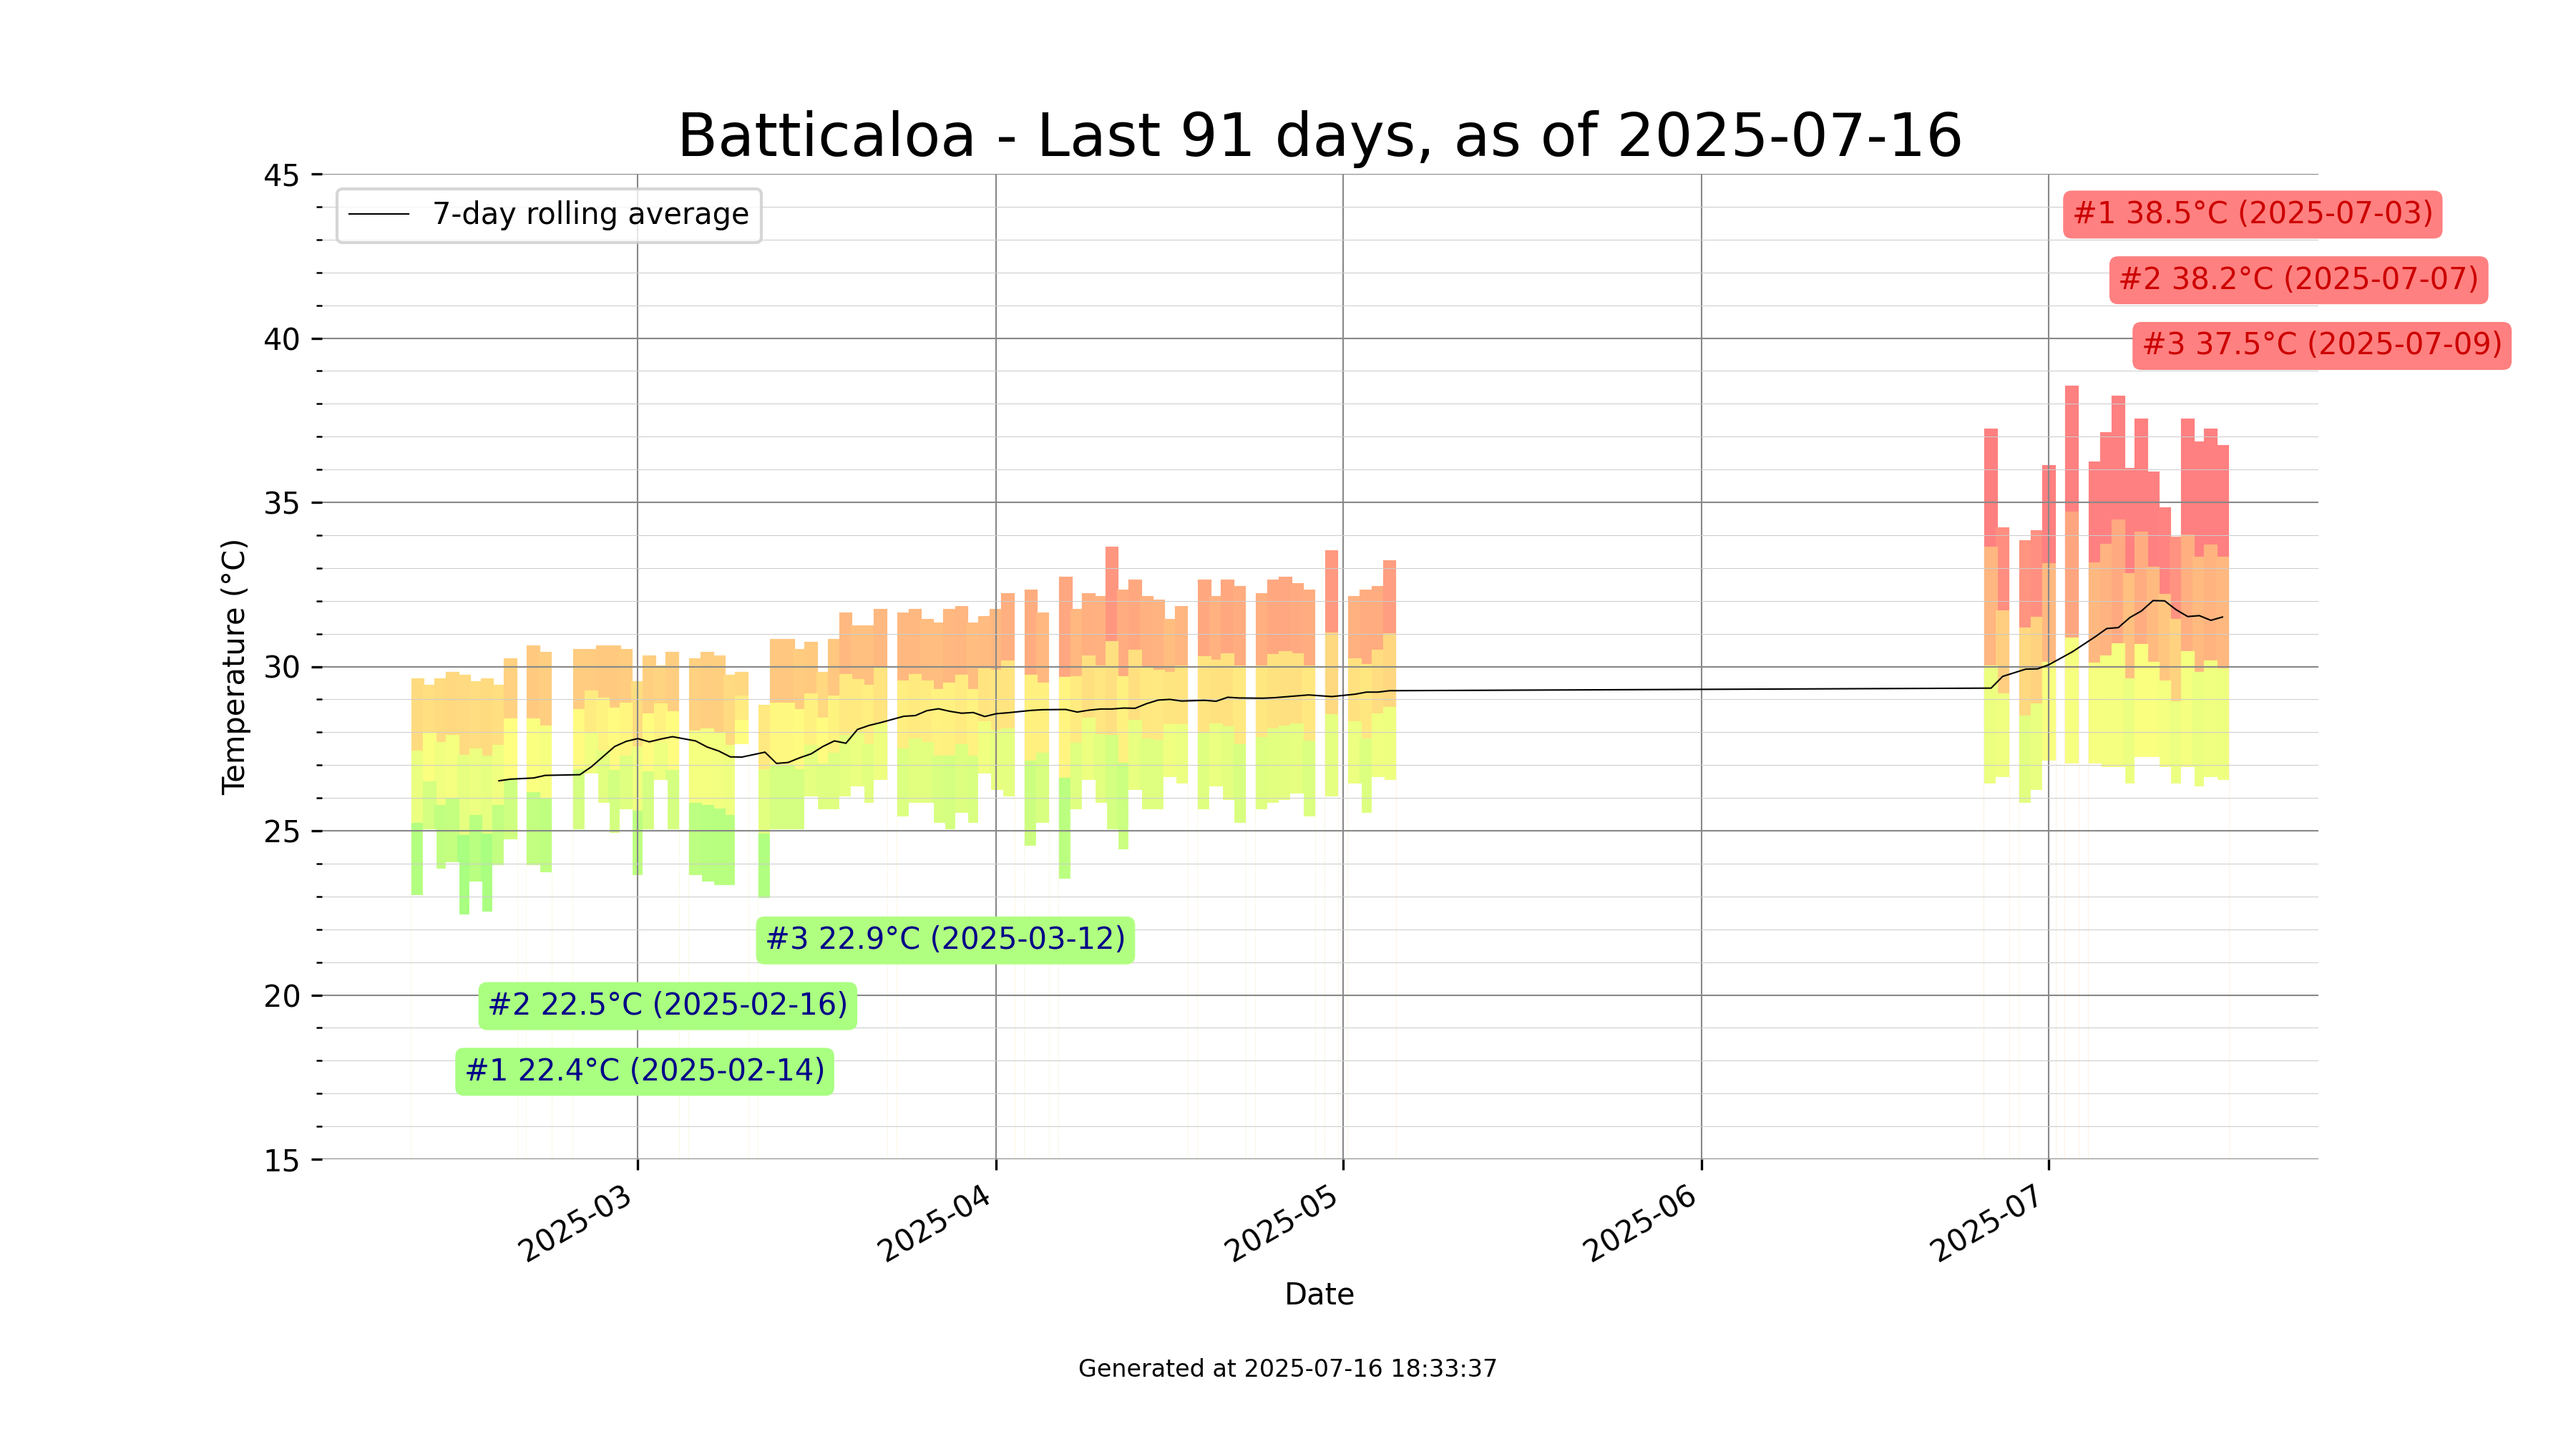 Batticaloa - Last 91 days, as of 2025-07-16
7-day rolling average
#1 38.5°C (2025-07-03)
#2 38.2°C (2025-07-07)
#3 37.5°C (2025-07-09)
45
40
35
30
25
20
15
Temperature (°C)
#3 22.9°C (2025-03-12)
#2 22.5°C (2025-02-16)
#1 22.4°C (2025-02-14)
2025-03
2025-04
2025-05
2025-06
2025-07
Date
Generated at 2025-07-16 18:33:37